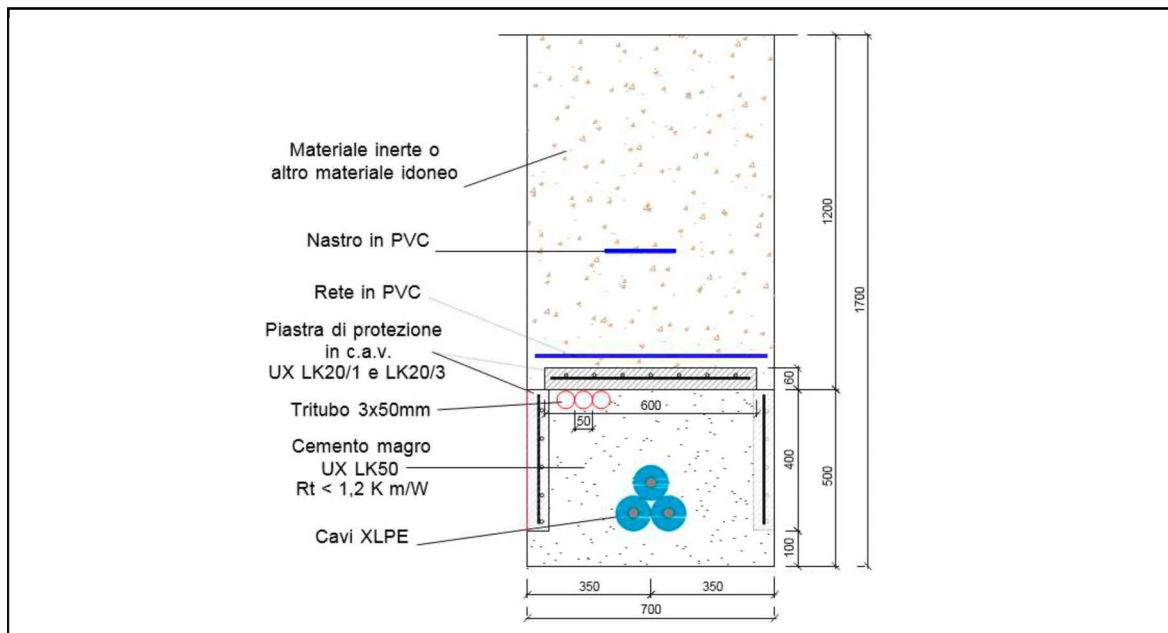 Materiale inerte o
altro materiale idoneo
Nastro in PVC
Rete in PVC
Piastra di protezione
in c.a.v.
UX LK20/1 e LK20/3
Tritubo 3x50mm
Cemento magro
UX LK50
Rt < 1,2 K m/W
Cavi XLPE
1200
1700
60
600
50
400
500
100
350
350
700